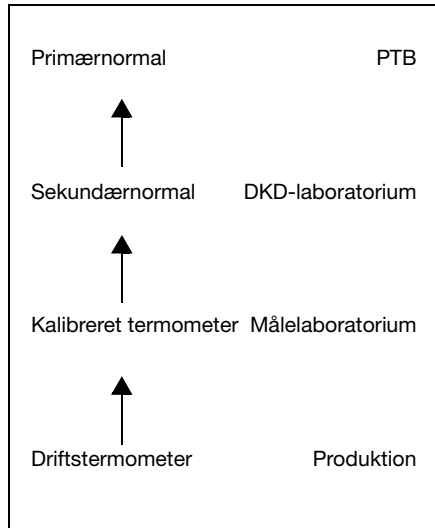 Primærnormal PTB
Sekundærnormal DKD-laboratorium
Kalibreret termometer Målelaboratorium
Driftstermometer Produktion